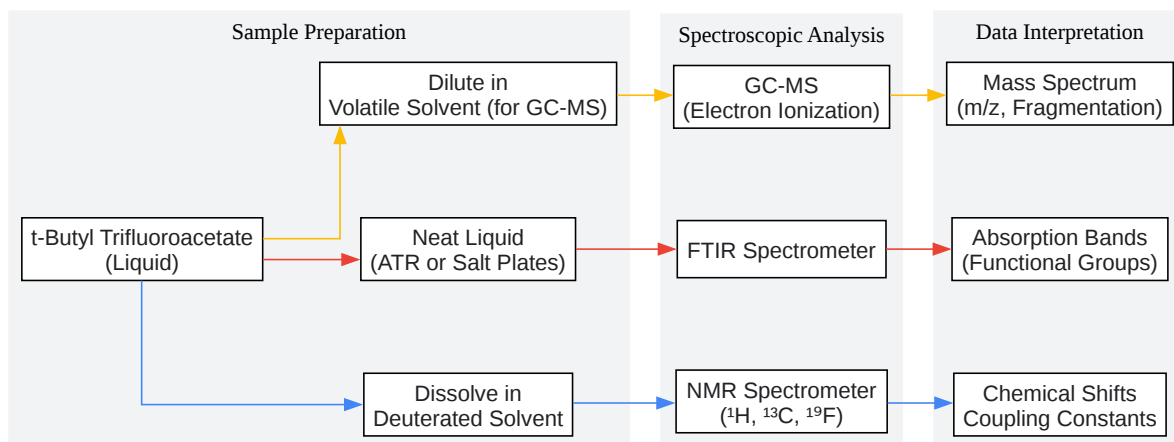 Sample Preparation
Spectroscopic Analysis
Data Interpretation
Dilute in
Volatile Solvent (for GC-MS)
GC-MS
(Electron Ionization)
Mass Spectrum
(m/z, Fragmentation)
t-Butyl Trifluoroacetate
(Liquid)
Neat Liquid
(ATR or Salt Plates)
FTIR Spectrometer
Absorption Bands
(Functional Groups)
Dissolve in
Deuterated Solvent
NMR Spectrometer
(¹H, ¹³C, ¹⁹F)
Chemical Shifts
Coupling Constants